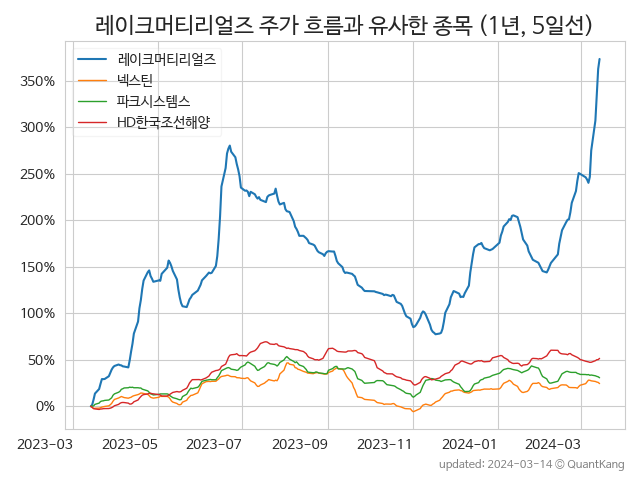 레이크머티리얼즈 주가 흐름과 유사한 종목 (1년, 5일선)
레이크머티리얼즈
넥스틴
파크시스템스
HD한국조선해양
350%
300%
250%
200%
150%
100%
50%
0%
2023-03 2023-05 2023-07 2023-09 2023-11 2024-01 2024-03
updated: 2024-03-14 ⓒ QuantKang